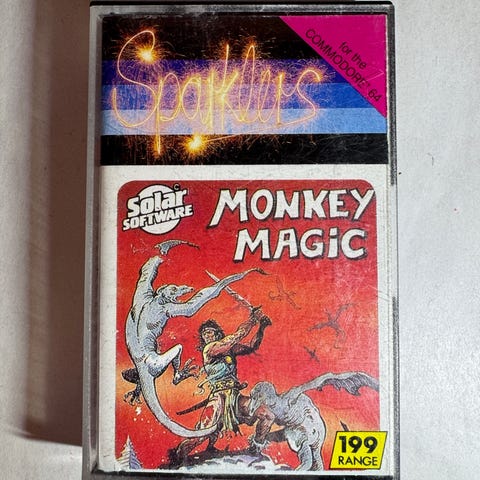 Sparklers
for the
COMMODORE 64
Solar
SOFTWARE
MONKEY
MAGIC
199
RANGE